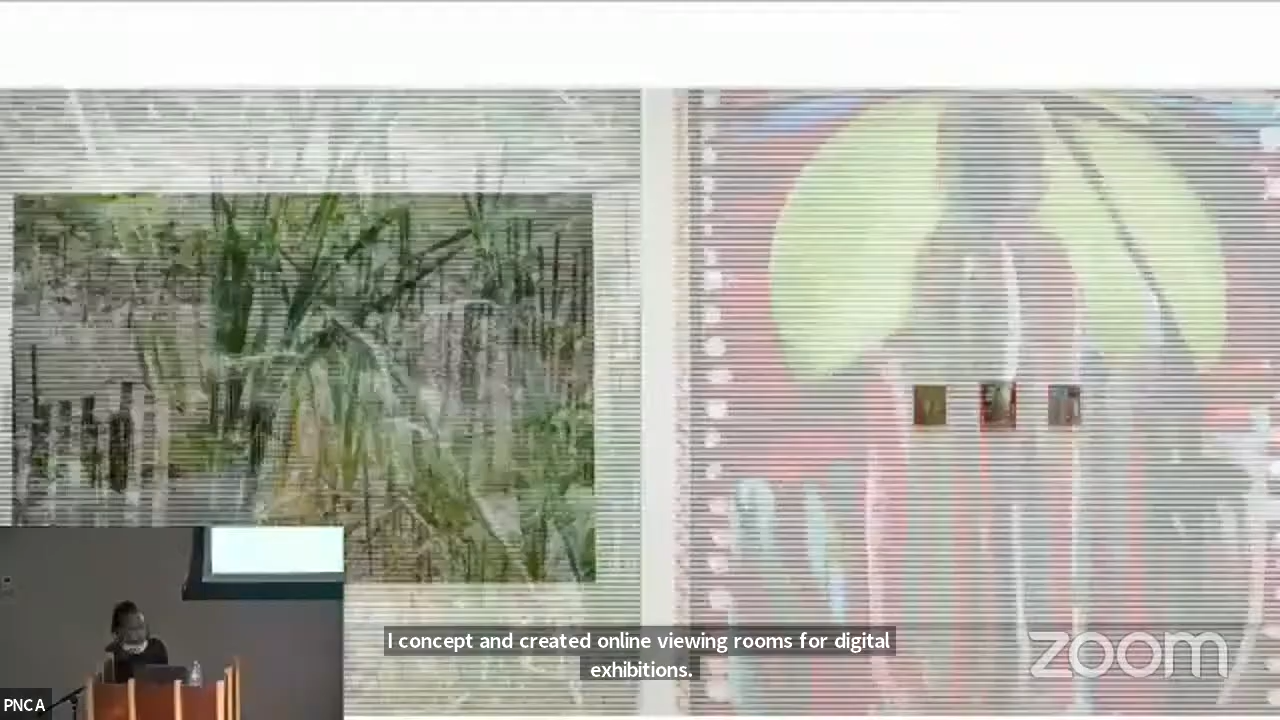 I concept and created online viewing rooms for digital
exhibitions.
zoom
PNCA